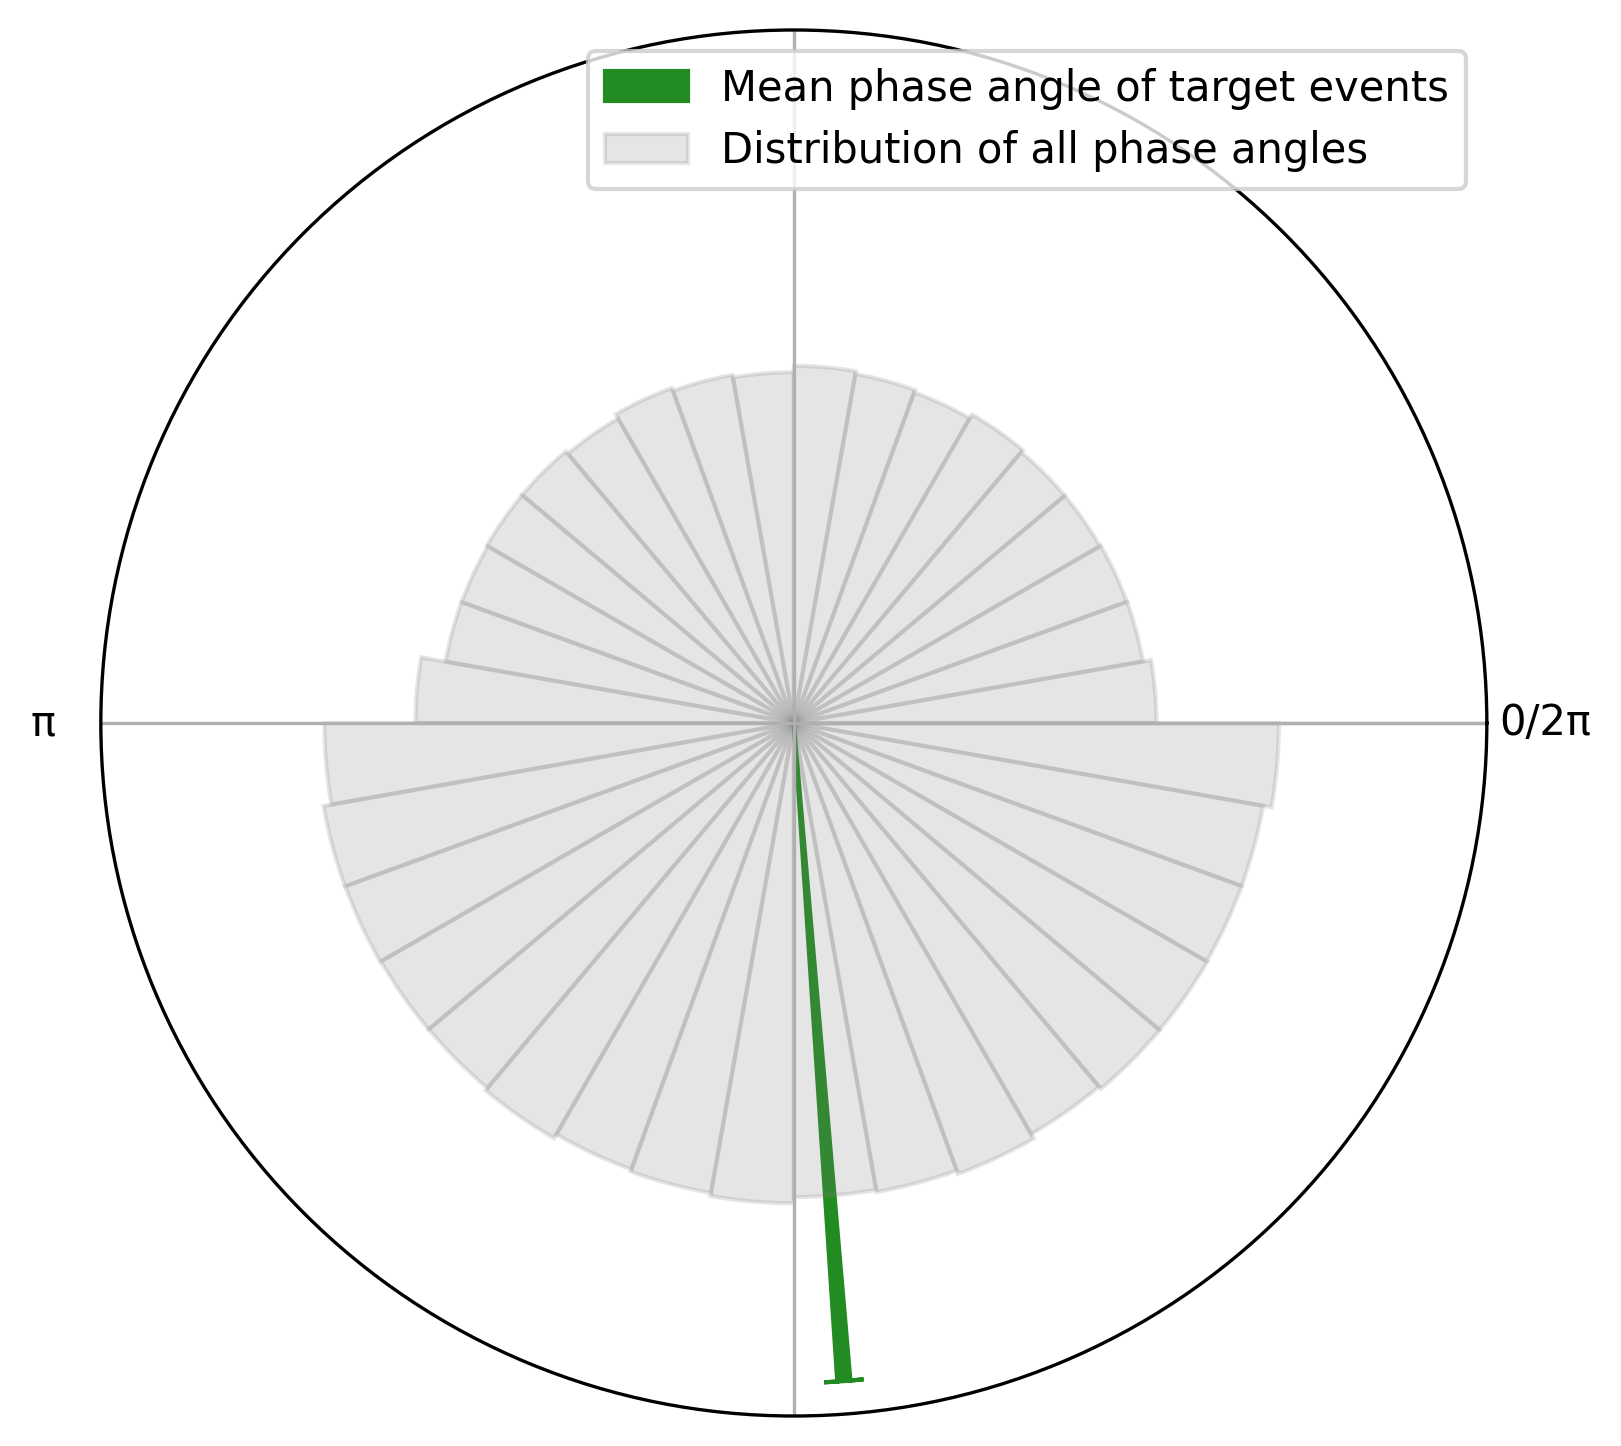 Mean phase angle of target events
Distribution of all phase angles
π
0/2π